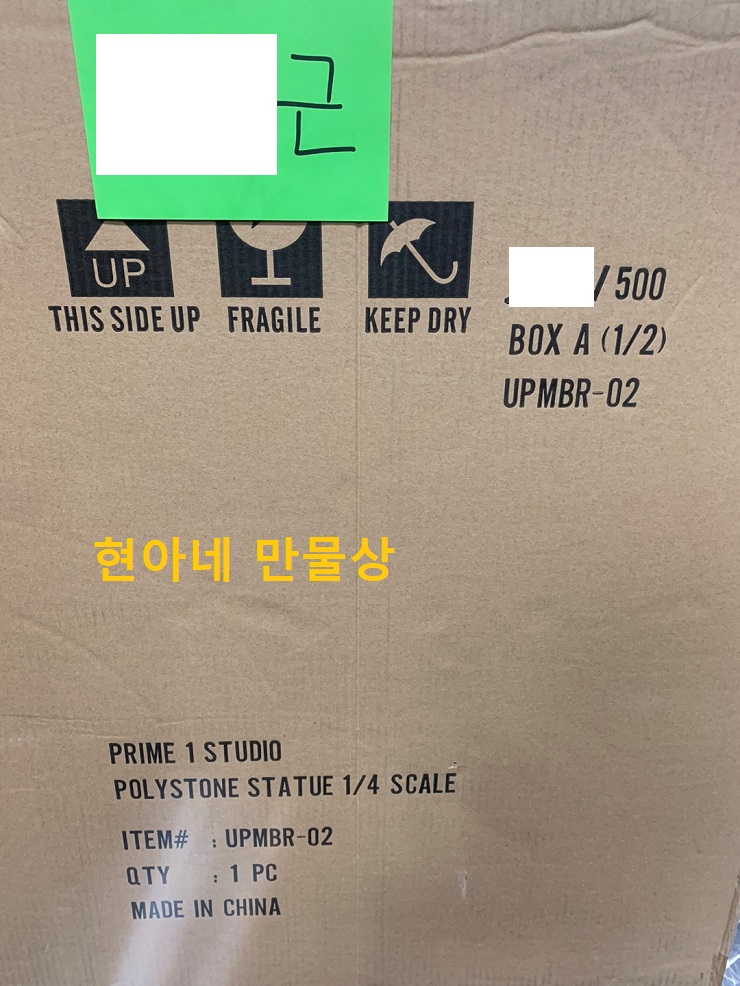 근
UP
THIS SIDE UP
FRAGILE
KEEP DRY
/500
BOX A (1/2)
UPMBR-02
현아네 만물상
PRIME 1 STUDIO
POLYSTONE STATUE 1/4 SCALE
ITEM# : UPMBR-02
QTY : 1 PC
MADE IN CHINA